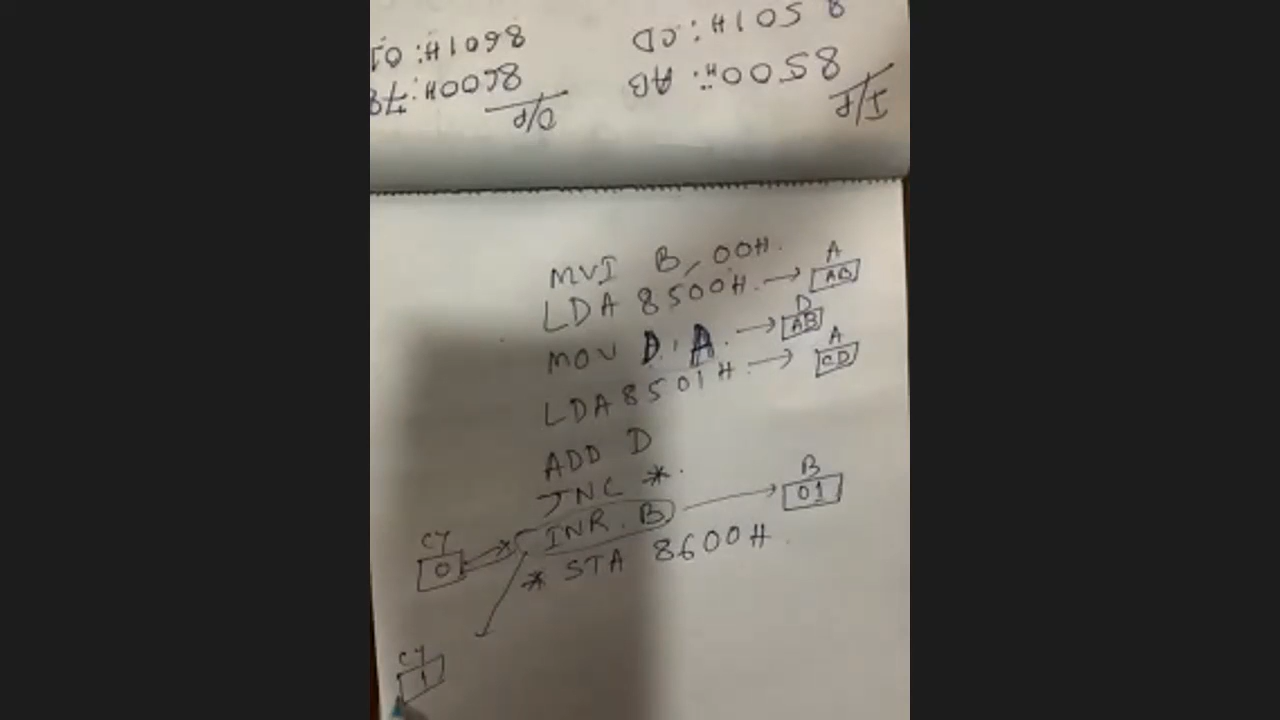 I/P
8500H: AB
8501H: CD
O/P
8600H: 78
8601H: 01
MVI B, 00H.
LDA 8500H. → A AB
MOV D, A. → D AB
LDA 8501H. → A CD
ADD D
JNC *.
INR. B → B 01
CY 0
* STA 8600H.
CY 1